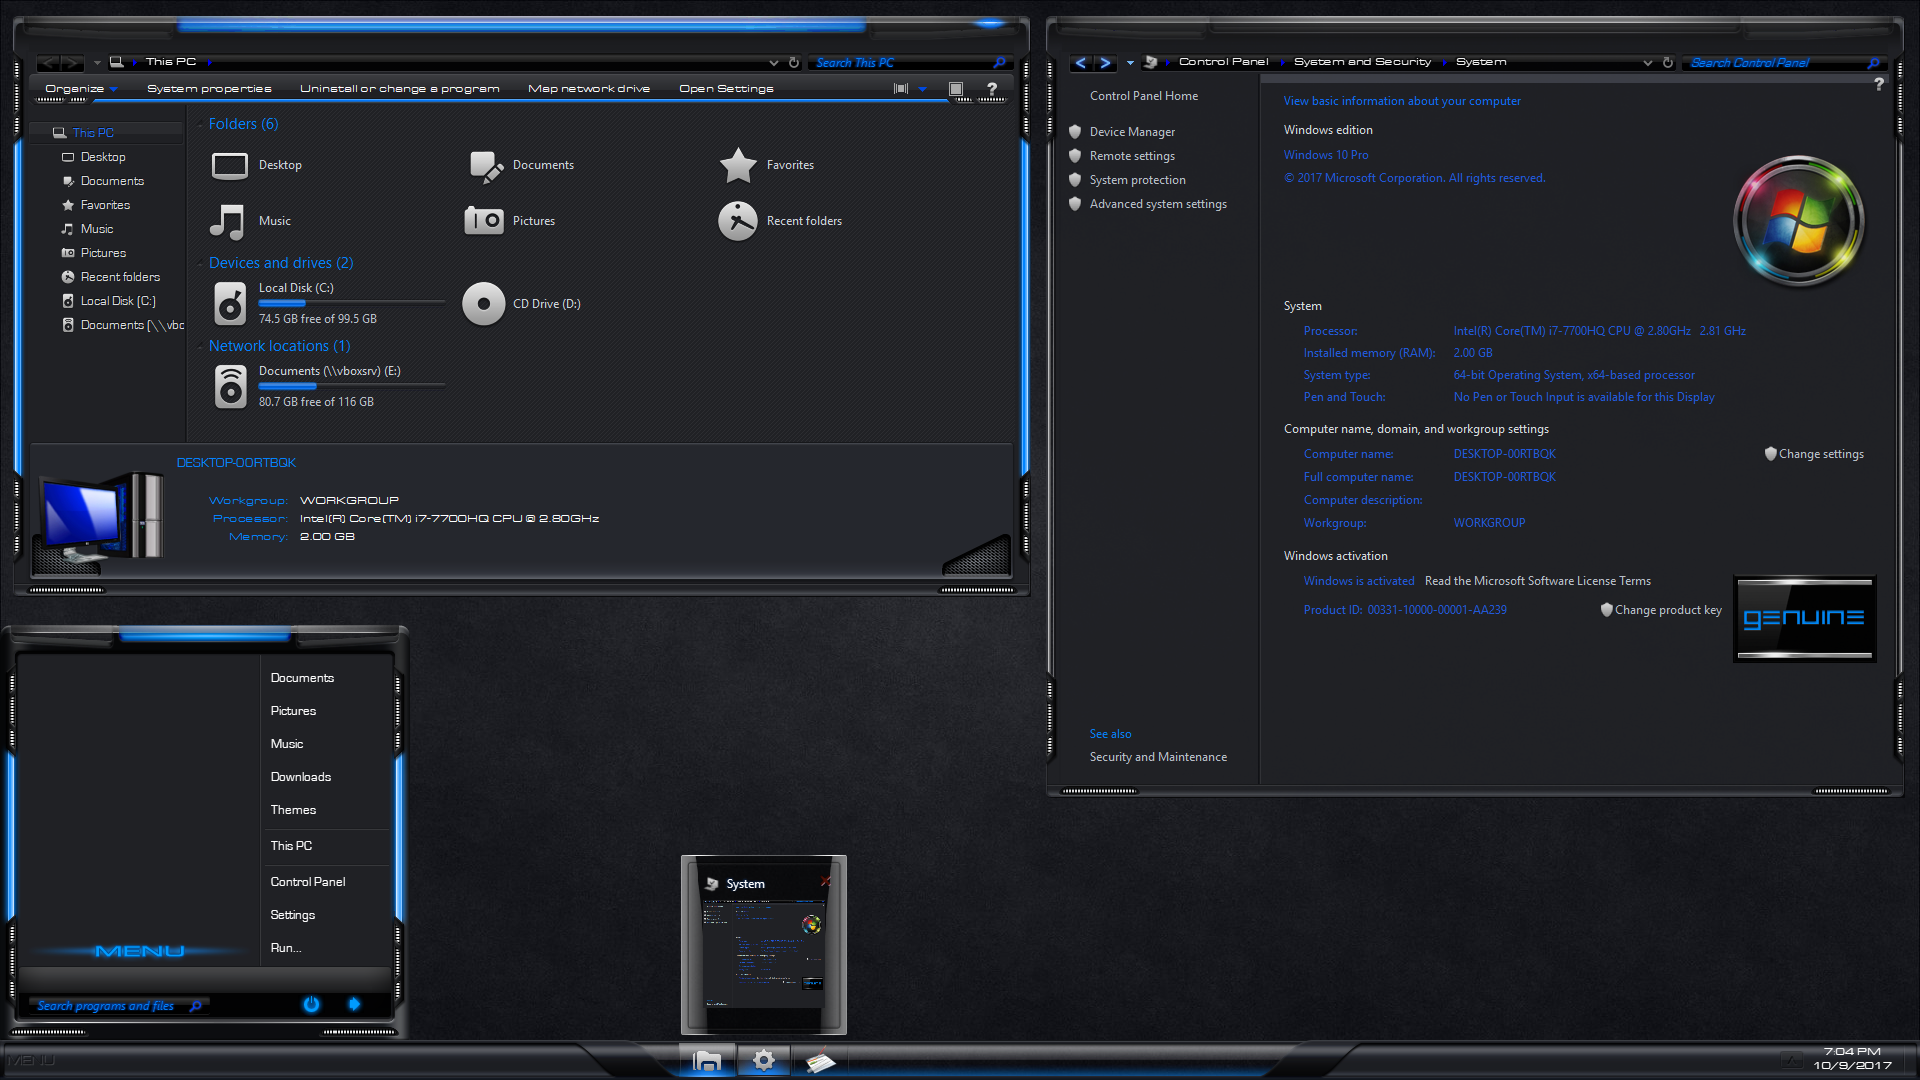 This PC
Search This PC
Organize
System properties
Uninstall or change a program
Map network drive
Open Settings
?
This PC
Desktop
Documents
Favorites
Music
Pictures
Recent folders
Local Disk (C:)
Documents (\\vbc
Folders (6)
Desktop
Documents
Favorites
Music
Pictures
Recent folders
Devices and drives (2)
Local Disk (C:)
74.5 GB free of 99.5 GB
CD Drive (D:)
Network locations (1)
Documents (\\vboxsrv) (E:)
80.7 GB free of 116 GB
DESKTOP-00RTBQK
Workgroup: WORKGROUP
Processor: Intel(R) Core(TM) i7-7700HQ CPU @ 2.80GHz
Memory: 2.00 GB
Control Panel
System and Security
System
Search Control Panel
?
Control Panel Home
Device Manager
Remote settings
System protection
Advanced system settings
See also
Security and Maintenance
View basic information about your computer
Windows edition
Windows 10 Pro
© 2017 Microsoft Corporation. All rights reserved.
System
Processor: Intel(R) Core(TM) i7-7700HQ CPU @ 2.80GHz 2.81 GHz
Installed memory (RAM): 2.00 GB
System type: 64-bit Operating System, x64-based processor
Pen and Touch: No Pen or Touch Input is available for this Display
Computer name, domain, and workgroup settings
Computer name: DESKTOP-00RTBQK
Change settings
Full computer name: DESKTOP-00RTBQK
Computer description:
Workgroup: WORKGROUP
Windows activation
Windows is activated Read the Microsoft Software License Terms
Product ID: 00331-10000-00001-AA239
Change product key
genuine
Documents
Pictures
Music
Downloads
Themes
This PC
Control Panel
Settings
Run...
MENU
Search programs and files
System
MENU
7:04 PM
10/9/2017